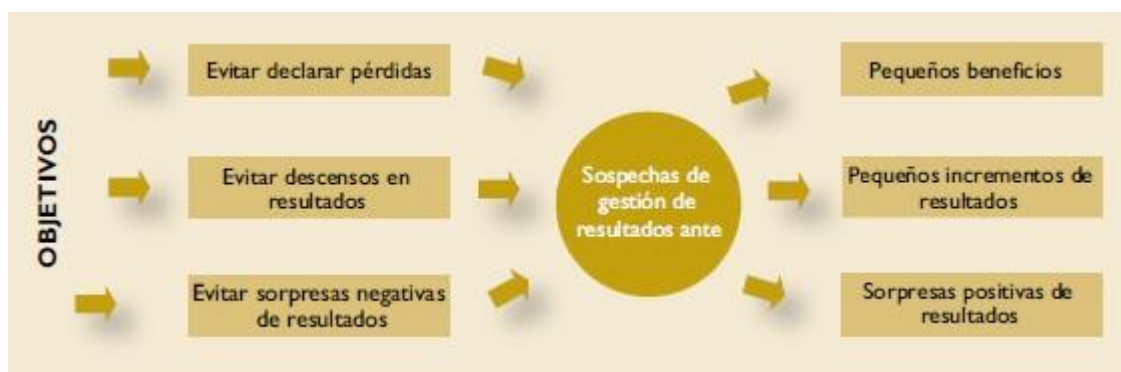 OBJETIVOS
Evitar declarar pérdidas
Evitar descensos en
resultados
Evitar sorpresas negativas
de resultados
Sospechas de
gestión de
resultados ante
Pequeños beneficios
Pequeños incrementos de
resultados
Sorpresas positivas de
resultados